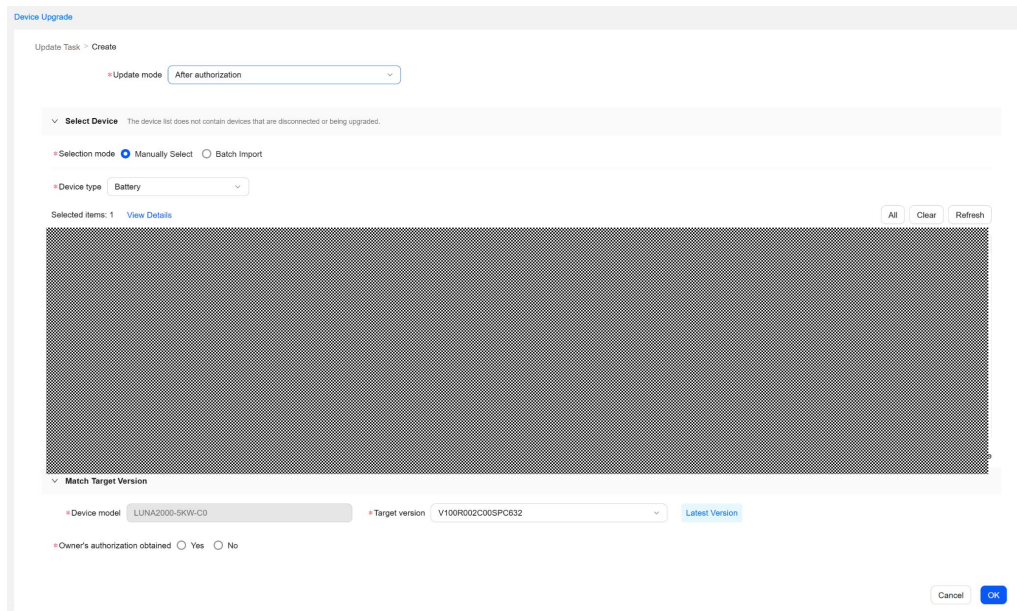 Device Upgrade
Update Task > Create
*Update mode After authorization
Select Device The device list does not contain devices that are disconnected or being upgraded.
*Selection mode Manually Select Batch Import
*Device type Battery
Selected items: 1 View Details All Clear Refresh
Match Target Version
*Device model LUNA2000-5KW-C0 *Target version V100R002C00SPC632 Latest Version
*Owner's authorization obtained Yes No
Cancel OK